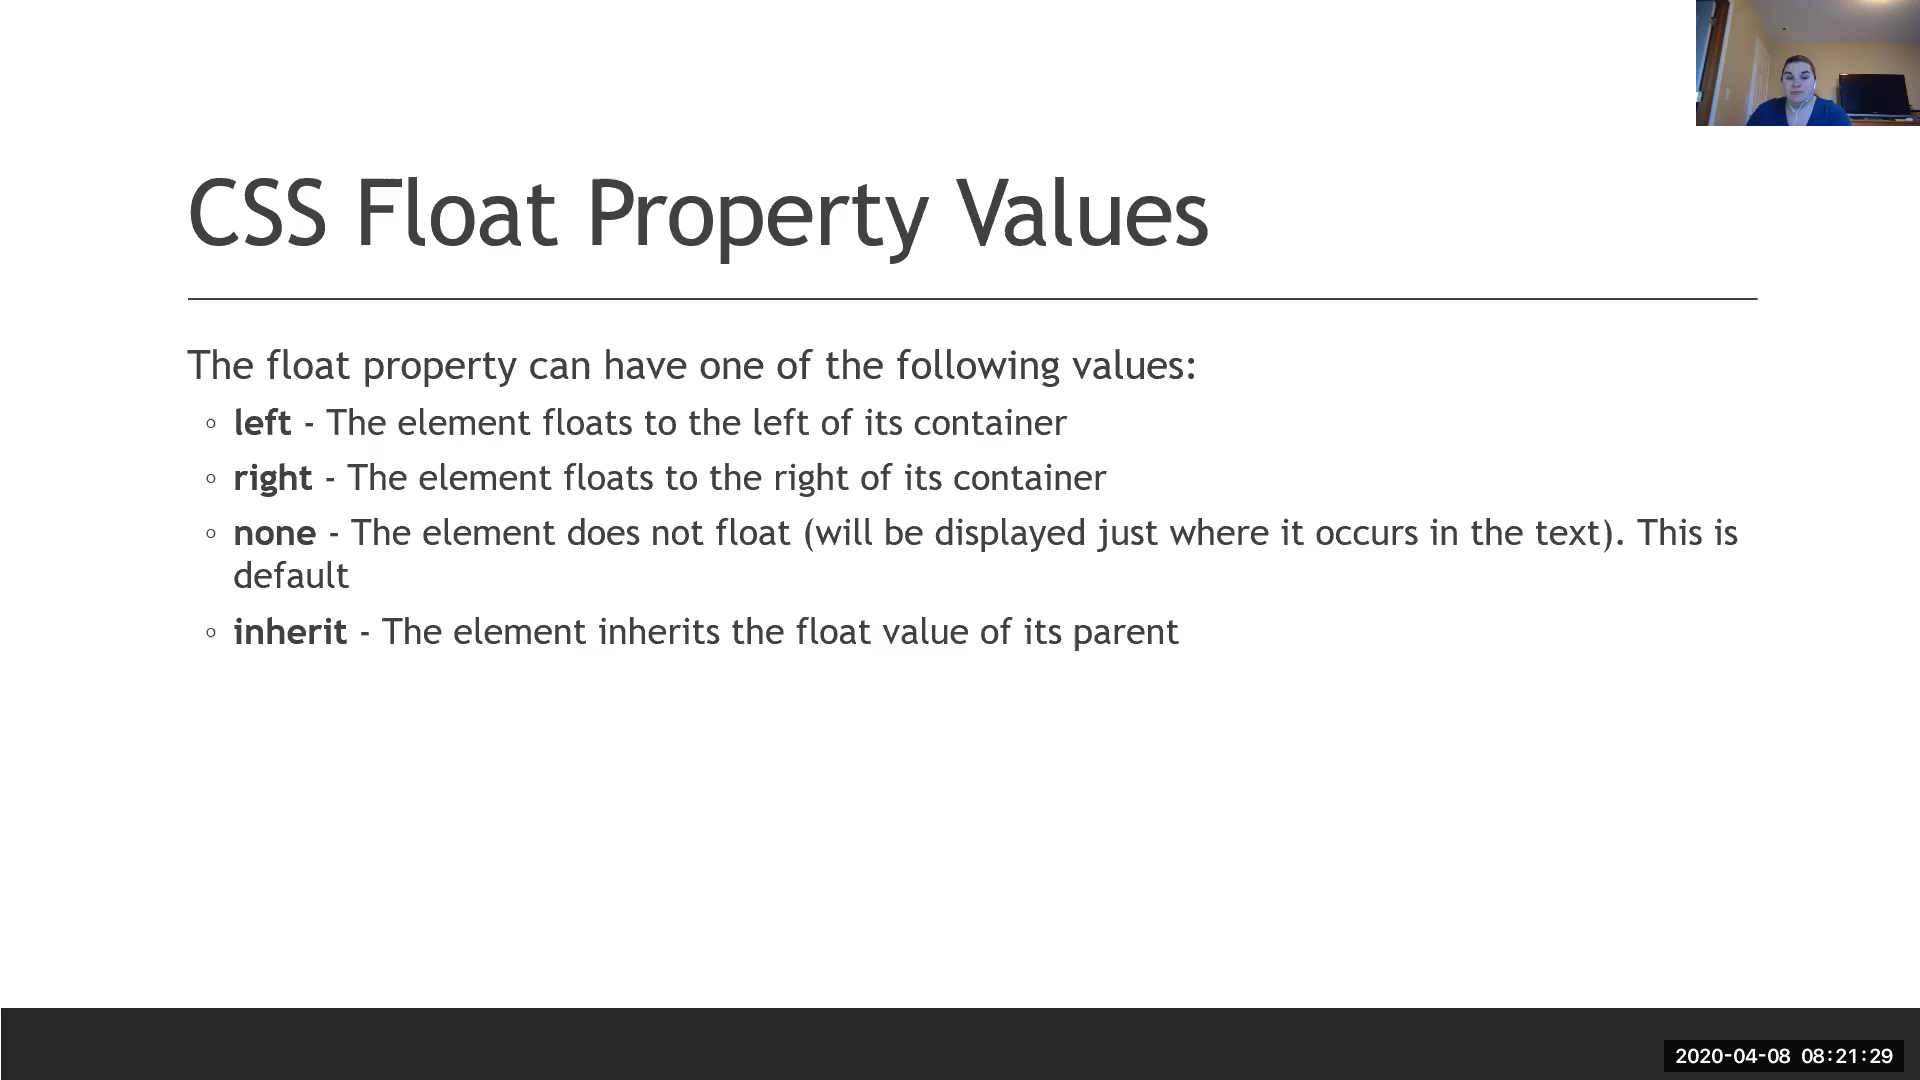 CSS Float Property Values
The float property can have one of the following values:
◦ left - The element floats to the left of its container
◦ right - The element floats to the right of its container
◦ none - The element does not float (will be displayed just where it occurs in the text). This is
default
◦ inherit - The element inherits the float value of its parent
2020-04-08 08:21:29